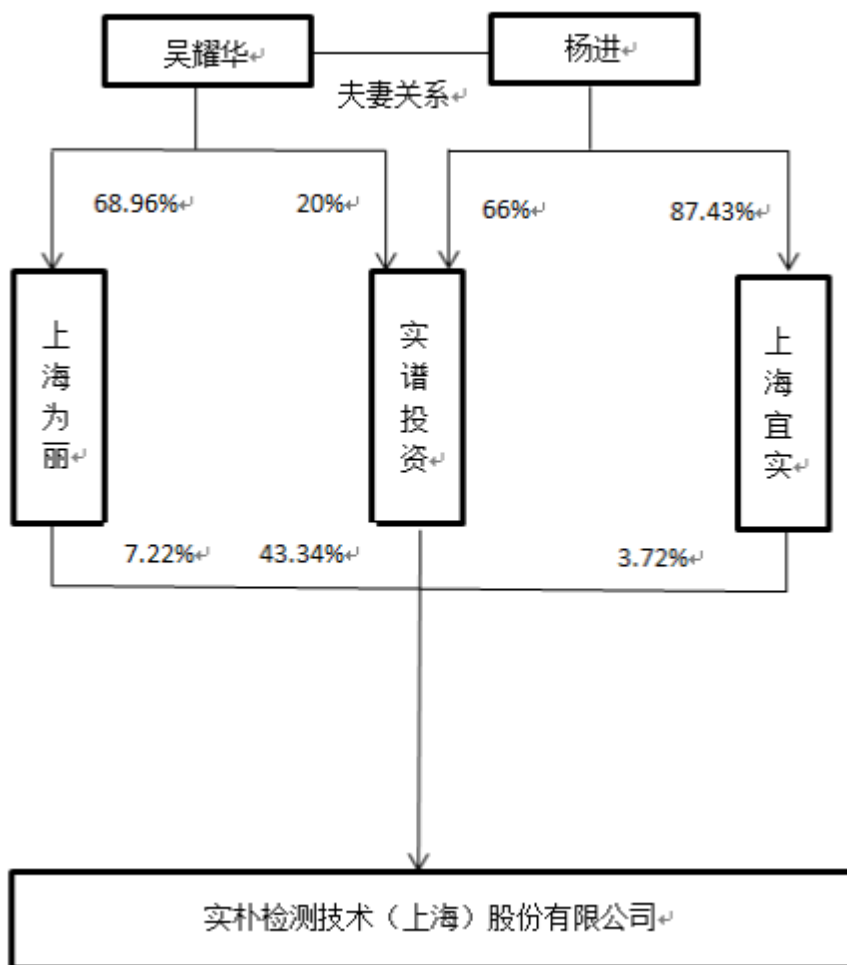 吴耀华↵
杨进↵
夫妻关系↵
68.96%↵
20%↵
66%↵
87.43%↵
上海为丽↵
实谱投资↵
上海宜实↵
7.22%↵
43.34%↵
3.72%↵
实朴检测技术（上海）股份有限公司↵